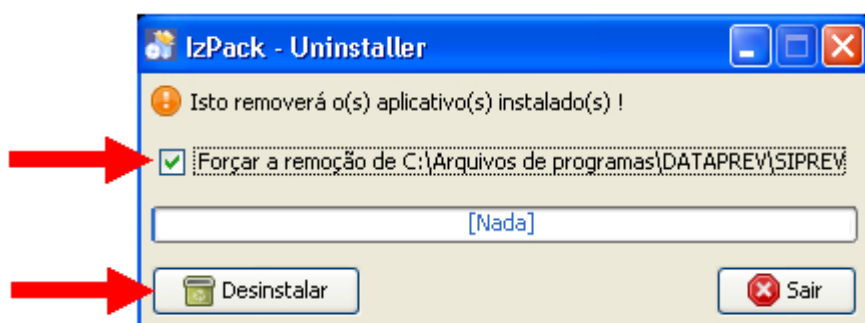 IzPack - Uninstaller
Isto removerá o(s) aplicativo(s) instalado(s) !
Forçar a remoção de C:\Arquivos de programas\DATAPREV\SIPREV
[Nada]
Desinstalar Sair